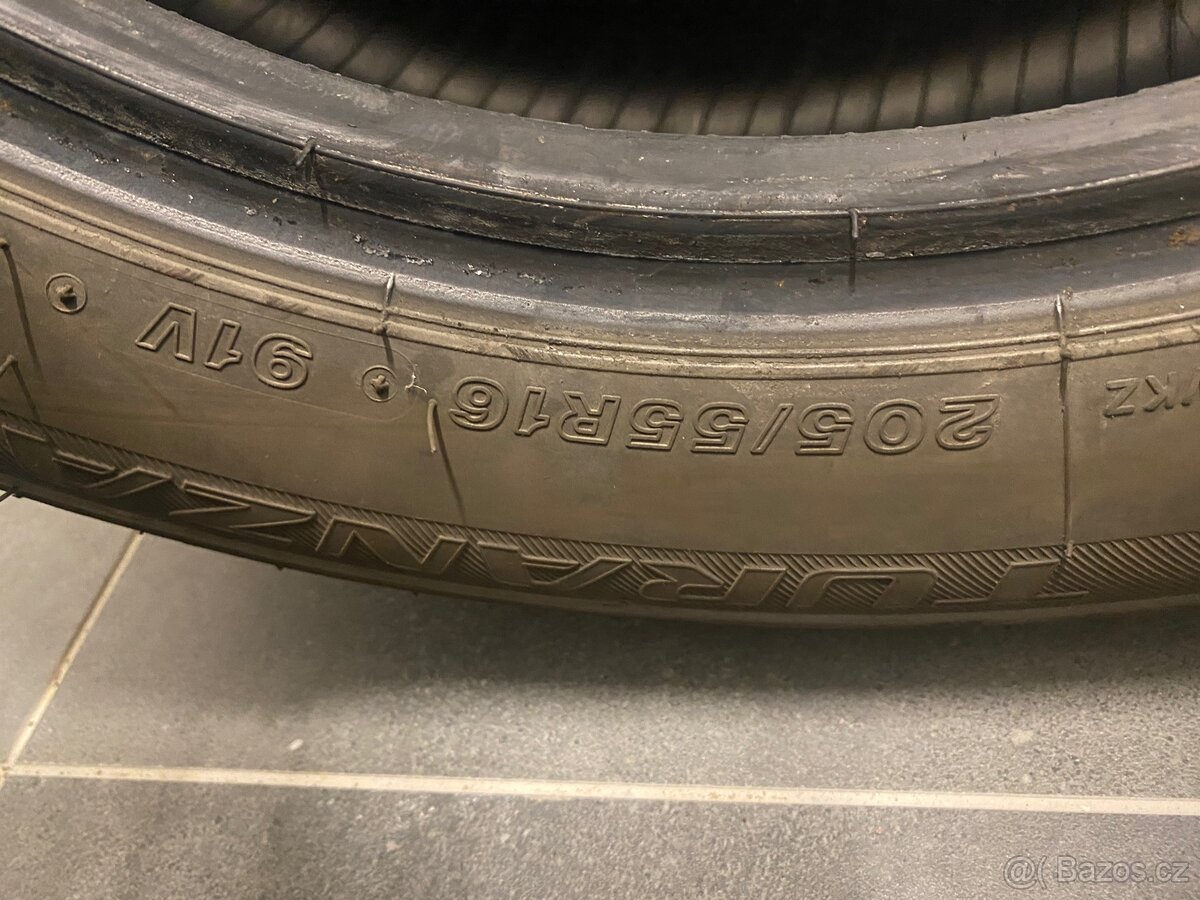 205/55R16 91V
TURANZA
@( Bazos.cz